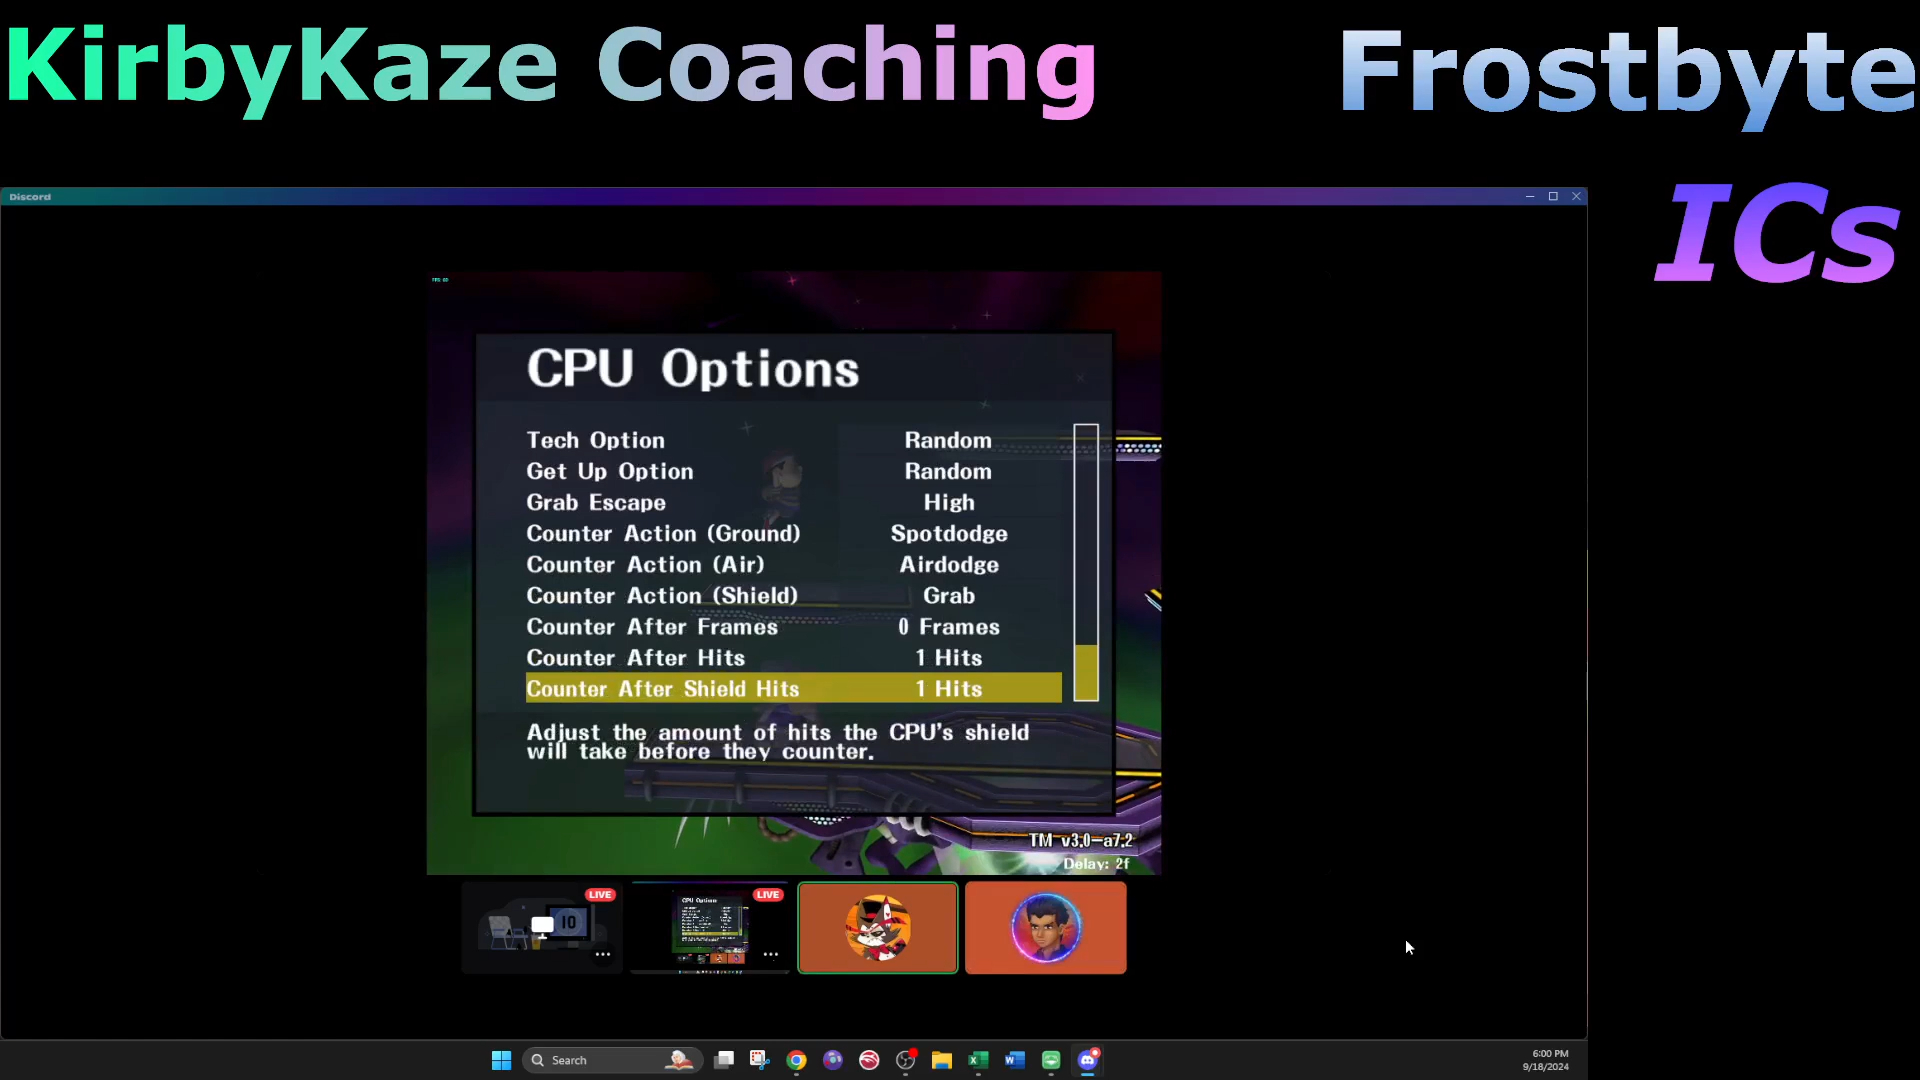 KirbyKaze Coaching
Frostbyte
ICs
Discord
CPU Options
Tech Option Random
Get Up Option Random
Grab Escape High
Counter Action (Ground) Spotdodge
Counter Action (Air) Airdodge
Counter Action (Shield) Grab
Counter After Frames 0 Frames
Counter After Hits 1 Hits
Counter After Shield Hits 1 Hits
Adjust the amount of hits the CPU's shield
will take before they counter.
TM v3.0-a7.2
Delay: 2f
LIVE
LIVE
CPU Options
Search
6:00 PM
9/18/2024